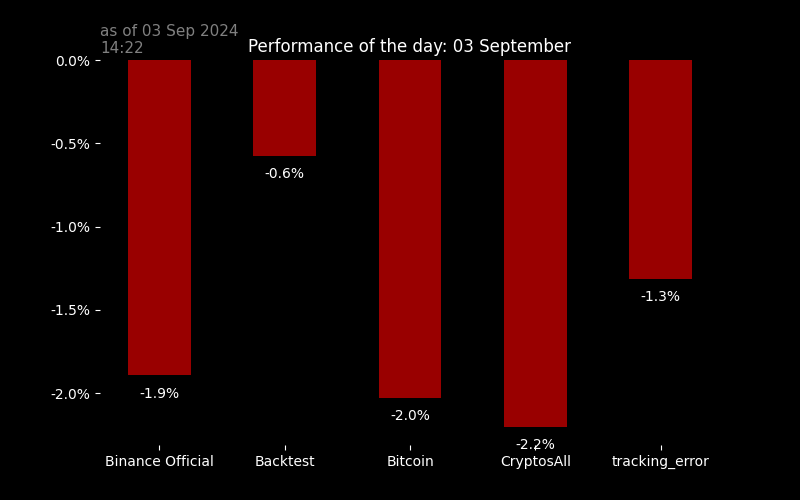 as of 03 Sep 2024
14:22
Performance of the day: 03 September
0.0%
-0.5%
-1.0%
-1.5%
-2.0%
-1.9%
-0.6%
-2.0%
-2.2%
-1.3%
Binance Official
Backtest
Bitcoin
CryptosAll
tracking_error